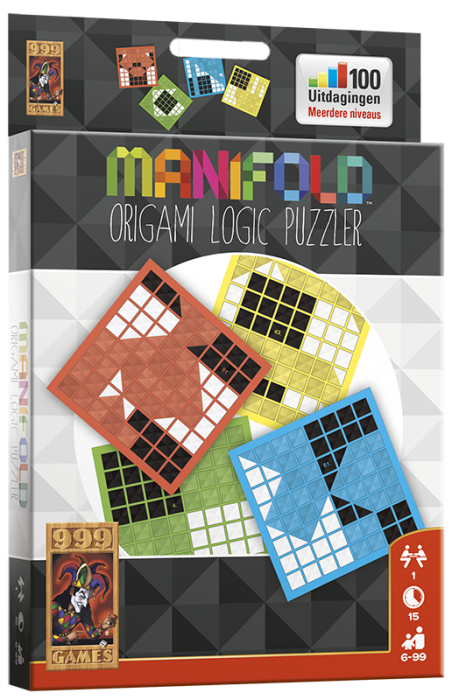 999
GAMES
100
Uitdagingen
Meerdere niveaus
MANIFOLD™
ORIGAMI LOGIC PUZZLER
MANIFOLD
ORIGAMI LOGIC PUZZLER
999
GAMES
1
15
6-99